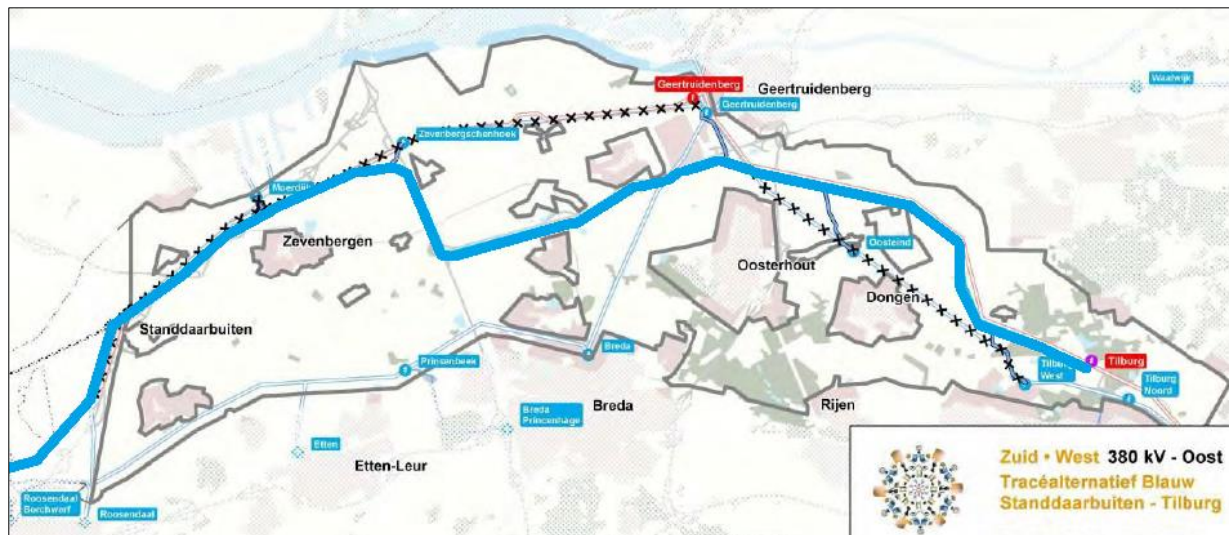 Geertruidenberg
Geertruidenberg
Geertruidenberg
Waalwijk
Zevenbergschenhoek
Moerdijk
Zevenbergen
Oosteind
Oosterhout
Dongen
Standdaarbuiten
Prinsenbeek
Breda
Tilburg
West
Tilburg
Tilburg
Noord
Breda
Rijen
Breda
Princenhage
Etten
Etten-Leur
Roosendaal
Borchwerf
Roosendaal
Zuid • West 380 kV - Oost
Tracéalternatief Blauw
Standdaarbuiten - Tilburg